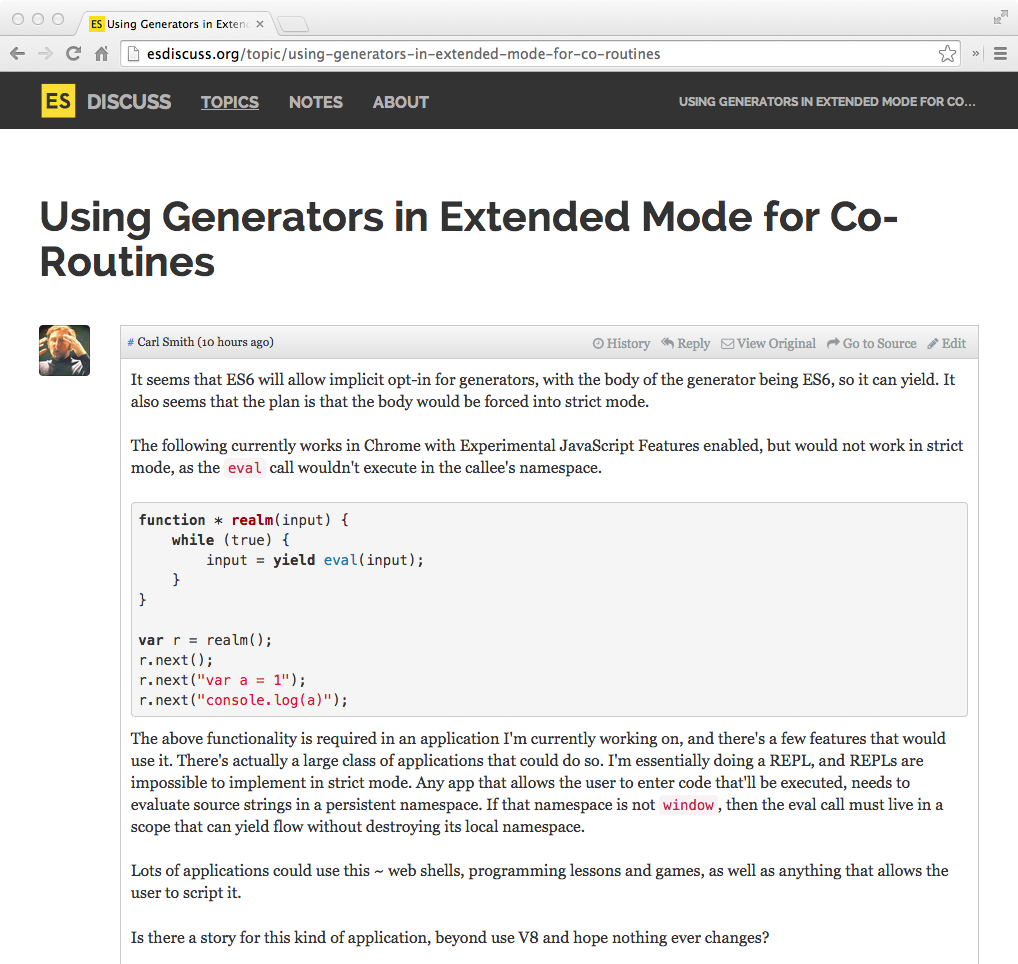 ES Using Generators in Exten
esdiscuss.org/topic/using-generators-in-extended-mode-for-co-routines
ES DISCUSS TOPICS NOTES ABOUT USING GENERATORS IN EXTENDED MODE FOR CO...
Using Generators in Extended Mode for Co-
Routines
# Carl Smith (10 hours ago) History Reply View Original Go to Source Edit
It seems that ES6 will allow implicit opt-in for generators, with the body of the generator being ES6, so it can yield. It
also seems that the plan is that the body would be forced into strict mode.
The following currently works in Chrome with Experimental JavaScript Features enabled, but would not work in strict
mode, as the eval call wouldn't execute in the callee's namespace.
function * realm(input) {
    while (true) {
        input = yield eval(input);
    }
}
var r = realm();
r.next();
r.next("var a = 1");
r.next("console.log(a)");
The above functionality is required in an application I'm currently working on, and there's a few features that would
use it. There's actually a large class of applications that could do so. I'm essentially doing a REPL, and REPLs are
impossible to implement in strict mode. Any app that allows the user to enter code that'll be executed, needs to
evaluate source strings in a persistent namespace. If that namespace is not window, then the eval call must live in a
scope that can yield flow without destroying its local namespace.
Lots of applications could use this ~ web shells, programming lessons and games, as well as anything that allows the
user to script it.
Is there a story for this kind of application, beyond use V8 and hope nothing ever changes?